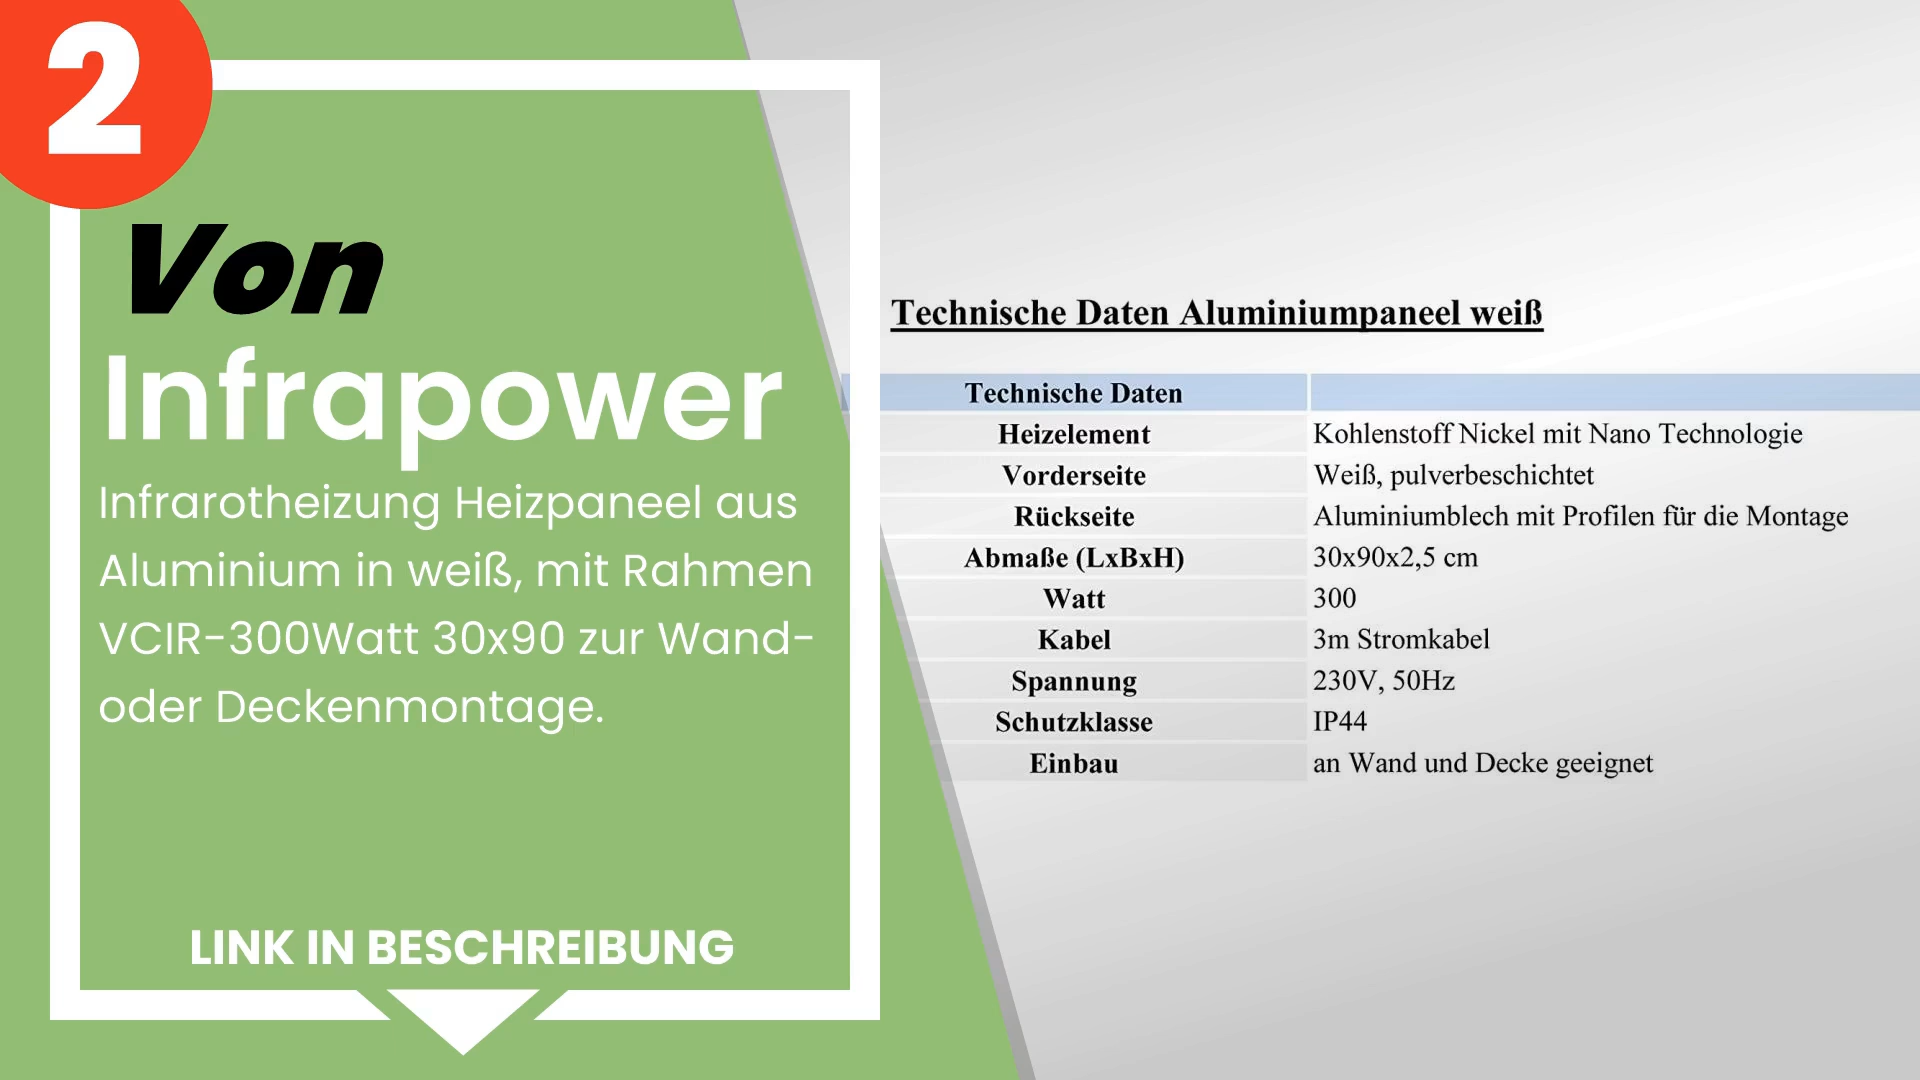 2
Von
Infrapower
Infrarotheizung Heizpaneel aus
Aluminium in weiß, mit Rahmen
VCIR-300Watt 30x90 zur Wand-
oder Deckenmontage.
LINK IN BESCHREIBUNG
Technische Daten Aluminiumpaneel weiß
Technische Daten
Heizelement Kohlenstoff Nickel mit Nano Technologie
Vorderseite Weiß, pulverbeschichtet
Rückseite Aluminiumblech mit Profilen für die Montage
Abmaße (LxBxH) 30x90x2,5 cm
Watt 300
Kabel 3m Stromkabel
Spannung 230V, 50Hz
Schutzklasse IP44
Einbau an Wand und Decke geeignet